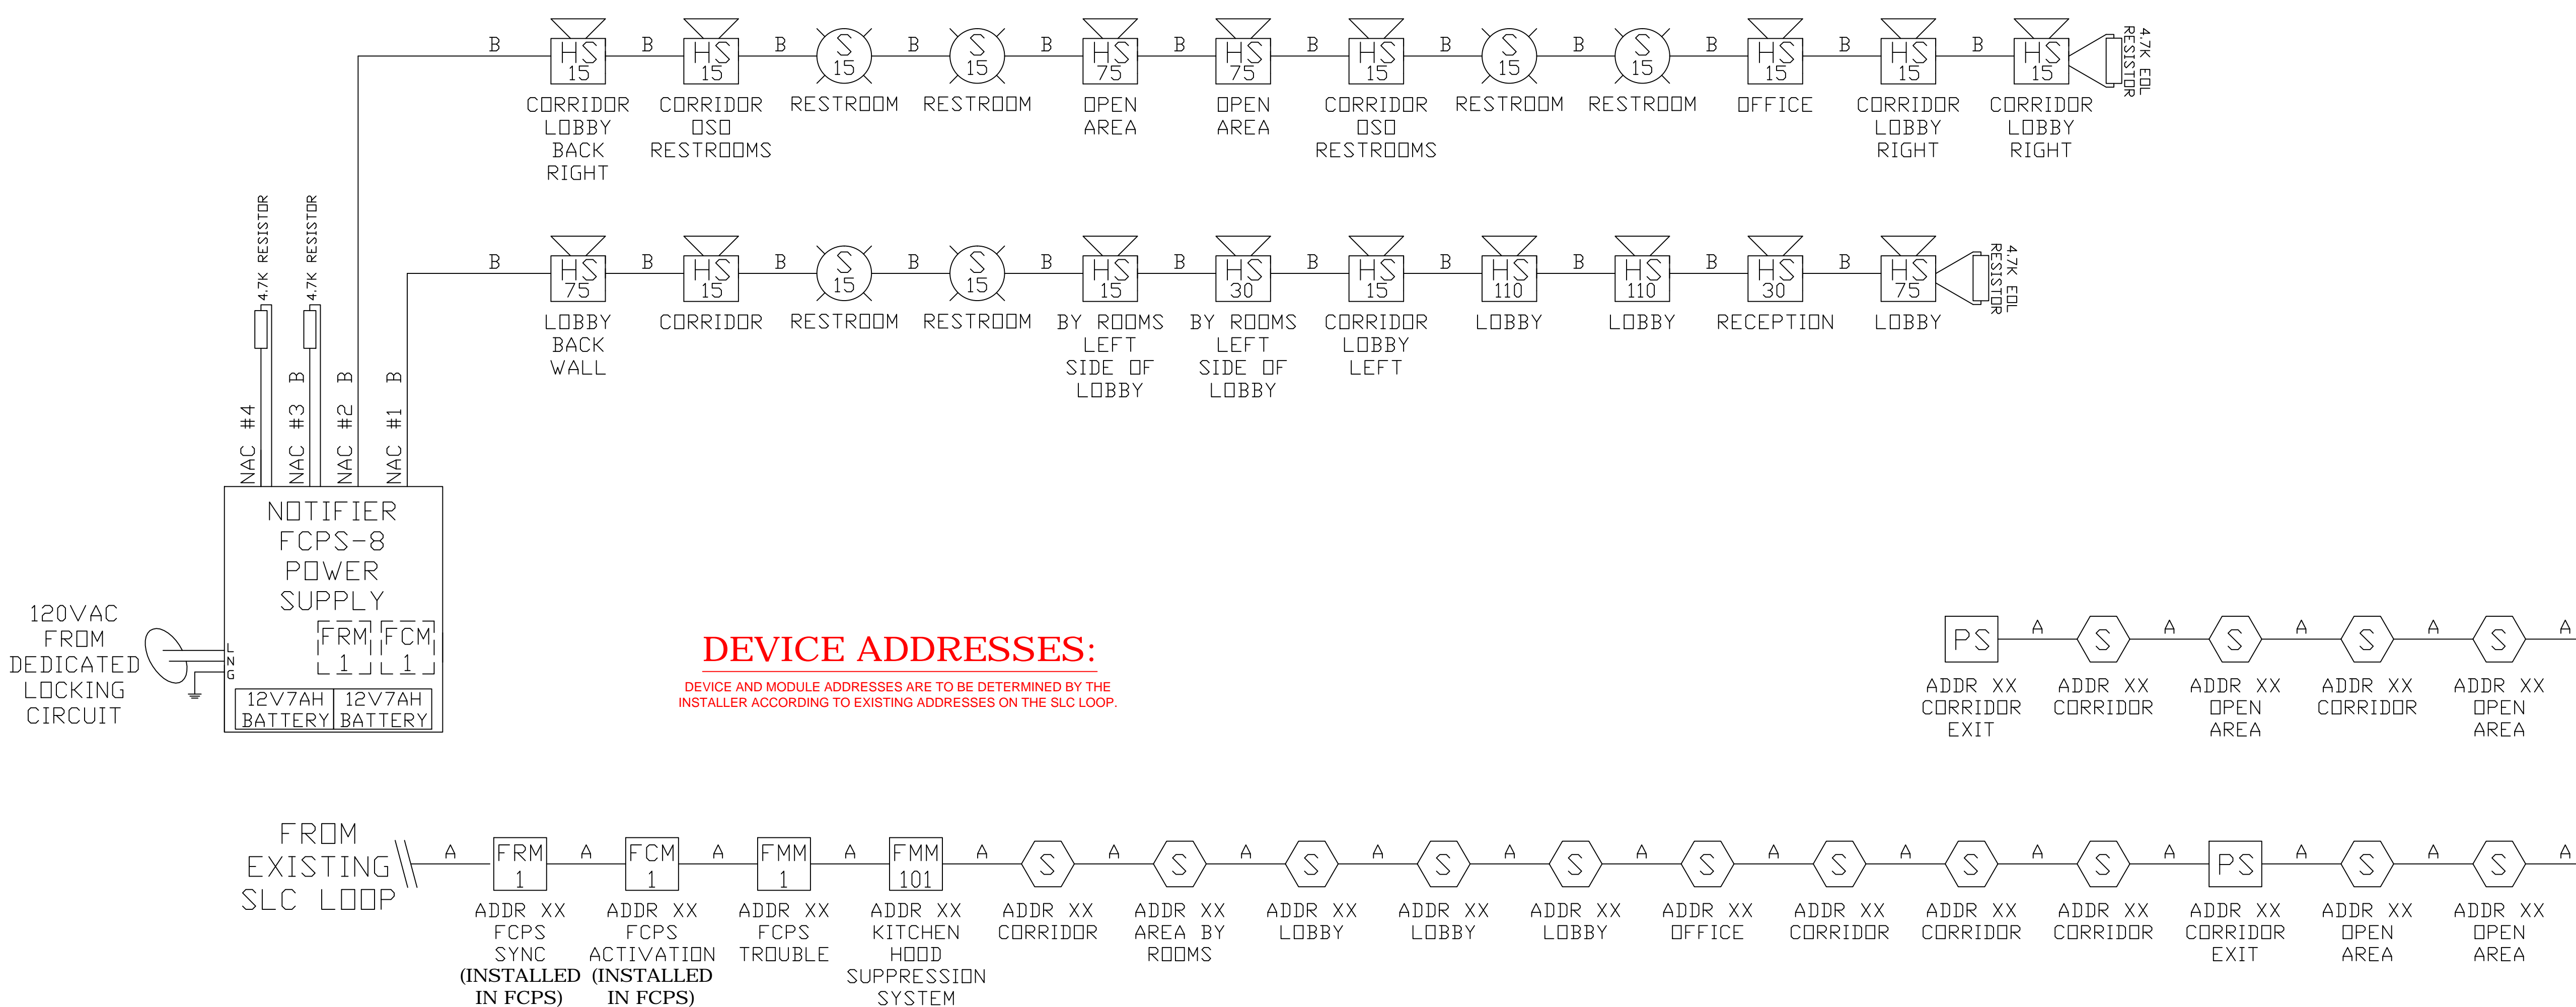 B B B B B B B B B B B B
HS HS S S HS HS HS S S HS HS HS
15 15 15 15 75 75 15 15 15 15 15 15
4.7K EOL
RESISTOR
CORRIDOR
LOBBY
BACK
RIGHT
CORRIDOR
OSO
RESTROOMS
RESTROOM
RESTROOM
OPEN
AREA
OPEN
AREA
CORRIDOR
OSO
RESTROOMS
RESTROOM
RESTROOM
OFFICE
CORRIDOR
LOBBY
RIGHT
CORRIDOR
LOBBY
RIGHT
B B B B B B B B B B B
HS HS S S HS HS HS HS HS HS HS
75 15 15 15 15 30 15 110 110 30 75
4.7K EOL
RESISTOR
LOBBY
BACK
WALL
CORRIDOR
RESTROOM
RESTROOM
BY ROOMS
LEFT
SIDE OF
LOBBY
BY ROOMS
LEFT
SIDE OF
LOBBY
CORRIDOR
LOBBY
LEFT
LOBBY
LOBBY
RECEPTION
LOBBY
4.7K RESISTOR
4.7K RESISTOR
NAC #4
NAC #3 B
NAC #2 B
NAC #1 B
NOTIFIER
FCPS-8
POWER
SUPPLY
FRM
1
FCM
1
12V7AH
BATTERY
12V7AH
BATTERY
L
N
G
120VAC
FROM
DEDICATED
LOCKING
CIRCUIT
DEVICE ADDRESSES:
DEVICE AND MODULE ADDRESSES ARE TO BE DETERMINED BY THE
INSTALLER ACCORDING TO EXISTING ADDRESSES ON THE SLC LOOP.
PS A S A S A S A S A
ADDR XX
CORRIDOR
EXIT
ADDR XX
CORRIDOR
ADDR XX
OPEN
AREA
ADDR XX
CORRIDOR
ADDR XX
OPEN
AREA
FROM
EXISTING
SLC LOOP
A A A A A A A A A A A A A A A A A
FRM
1
FCM
1
FMM
1
FMM
101
S S S S S S S S S PS S S
ADDR XX
FCPS
SYNC
(INSTALLED
IN FCPS)
ADDR XX
FCPS
ACTIVATION
(INSTALLED
IN FCPS)
ADDR XX
FCPS
TROUBLE
ADDR XX
KITCHEN
HOOD
SUPPRESSION
SYSTEM
ADDR XX
CORRIDOR
ADDR XX
AREA BY
ROOMS
ADDR XX
LOBBY
ADDR XX
LOBBY
ADDR XX
LOBBY
ADDR XX
OFFICE
ADDR XX
CORRIDOR
ADDR XX
CORRIDOR
ADDR XX
CORRIDOR
ADDR XX
CORRIDOR
EXIT
ADDR XX
OPEN
AREA
ADDR XX
OPEN
AREA